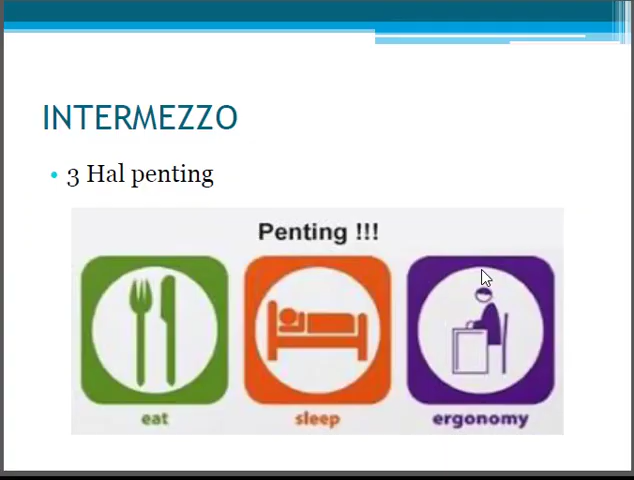 INTERMEZZO
• 3 Hal penting
Penting !!!
eat
sleep
ergonomy